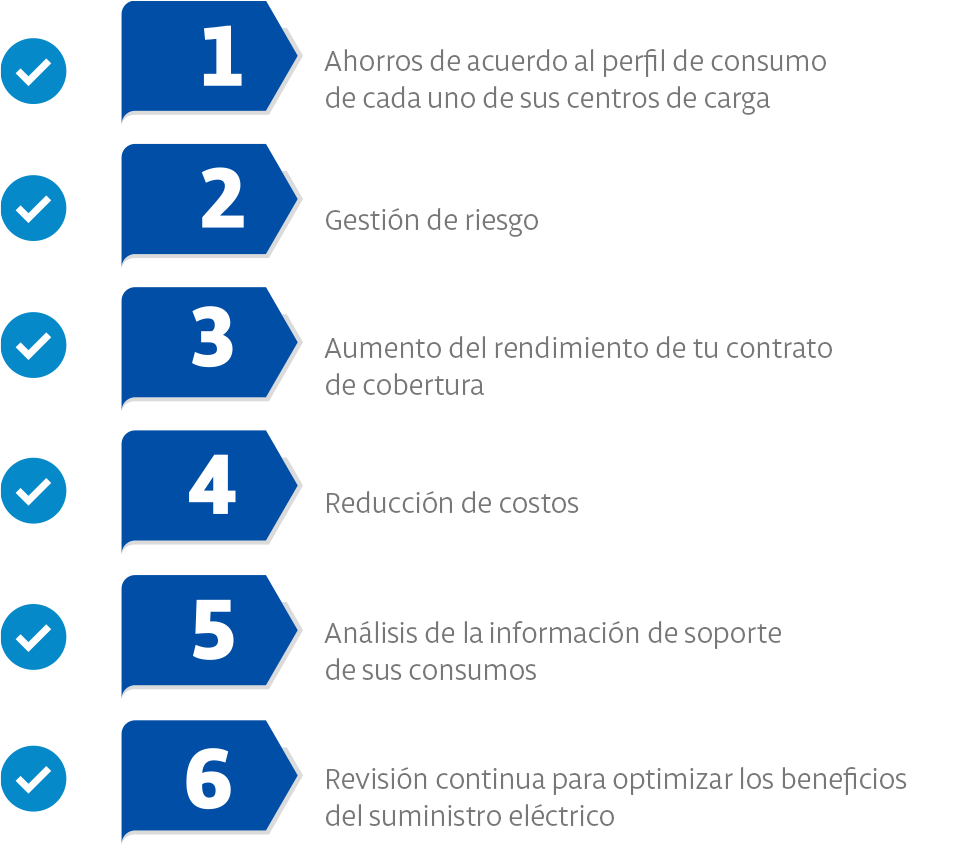 1
Ahorros de acuerdo al perfil de consumo
de cada uno de sus centros de carga
2
Gestión de riesgo
3
Aumento del rendimiento de tu contrato
de cobertura
4
Reducción de costos
5
Análisis de la información de soporte
de sus consumos
6
Revisión continua para optimizar los beneficios
del suministro eléctrico